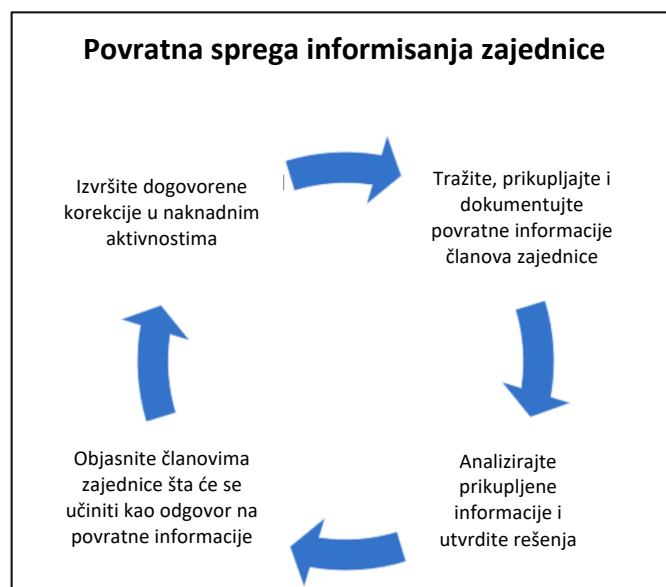 Povratna sprega informisanja zajednice
Izvršite dogovorene
korekcije u naknadnim
aktivnostima
Tražite, prikupljajte i
dokumentujte
povratne informacije
članova zajednice
Objasnite članovima
zajednice šta će se
učiniti kao odgovor na
povratne informacije
Analizirajte
prikupljene
informacije i
utvrdite rešenja